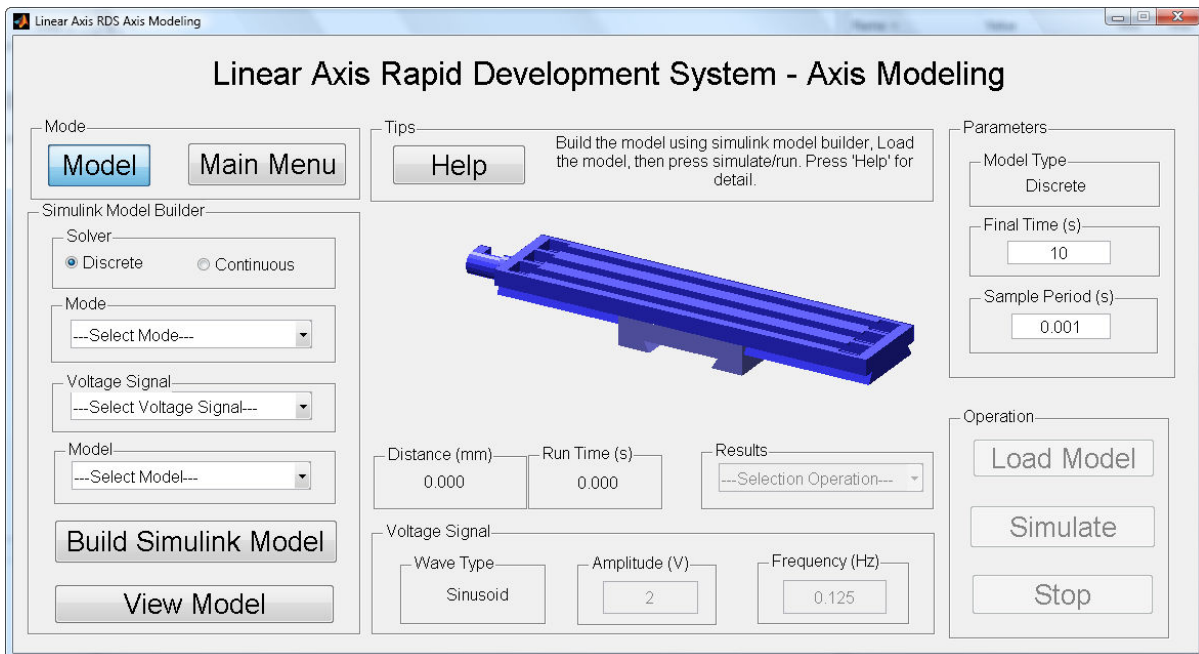 Linear Axis RDS Axis Modeling
Linear Axis Rapid Development System - Axis Modeling
Mode
Model
Main Menu
Simulink Model Builder
Solver
Discrete
Continuous
Mode
---Select Mode---
Voltage Signal
---Select Voltage Signal---
Model
---Select Model---
Build Simulink Model
View Model
Tips
Help
Build the model using simulink model builder, Load
the model, then press simulate/run. Press 'Help' for
detail.
Distance (mm)
0.000
Run Time (s)
0.000
Results
---Selection Operation---
Voltage Signal
Wave Type
Sinusoid
Amplitude (V)
2
Frequency (Hz)
0.125
Parameters
Model Type
Discrete
Final Time (s)
10
Sample Period (s)
0.001
Operation
Load Model
Simulate
Stop